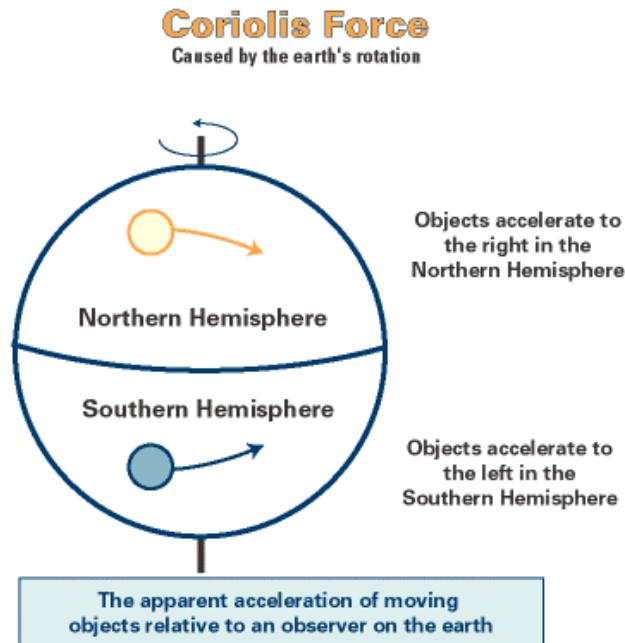 Coriolis Force
Caused by the earth's rotation
Objects accelerate to
the right in the
Northern Hemisphere
Northern Hemisphere
Southern Hemisphere
Objects accelerate to
the left in the
Southern Hemisphere
The apparent acceleration of moving
objects relative to an observer on the earth